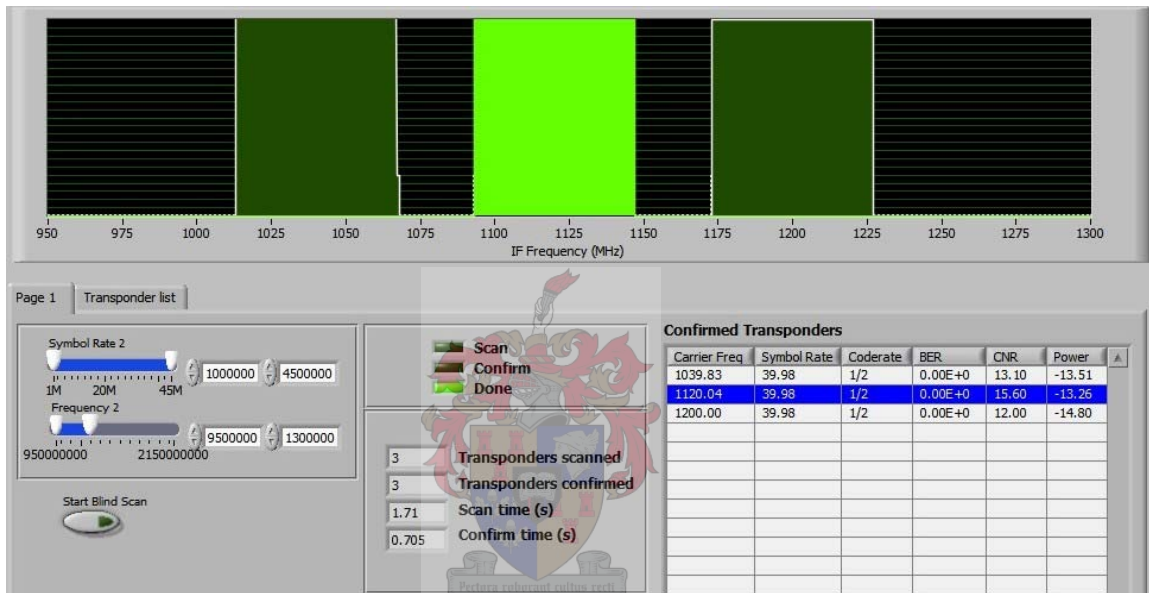 950 975 1000 1025 1050 1075 1100 1125 1150 1175 1200 1225 1250 1275 1300
IF Frequency (MHz)
Page 1 Transponder list
Symbol Rate 2
1M 20M 45M
1000000 4500000
Frequency 2
950000000 2150000000
9500000 1300000
Start Blind Scan
Scan
Confirm
Done
3 Transponders scanned
3 Transponders confirmed
1.71 Scan time (s)
0.705 Confirm time (s)
Pectora roborant cultus recti
Confirmed Transponders
Carrier Freq Symbol Rate Coderate BER CNR Power
1039.83 39.98 1/2 0.00E+0 13.10 -13.51
1120.04 39.98 1/2 0.00E+0 15.60 -13.26
1200.00 39.98 1/2 0.00E+0 12.00 -14.80